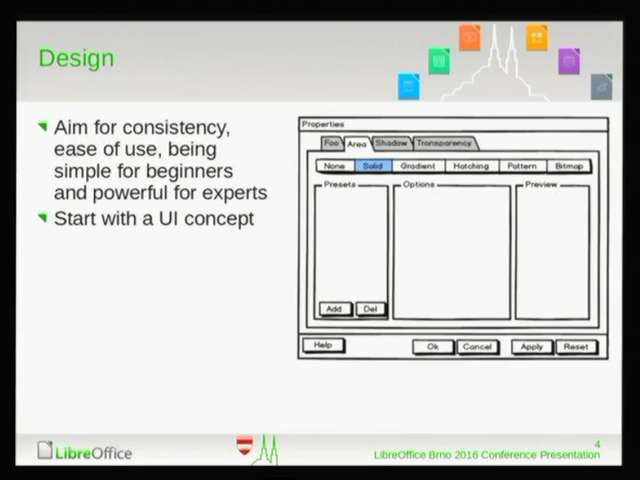 Design
Aim for consistency,
ease of use, being
simple for beginners
and powerful for experts
Start with a UI concept
Properties
Foo Area Shadow Transparency
None Solid Gradient Hatching Pattern Bitmap
Presets Options Preview
Add Del
Help Ok Cancel Apply Reset
LibreOffice
4
LibreOffice Brno 2016 Conference Presentation